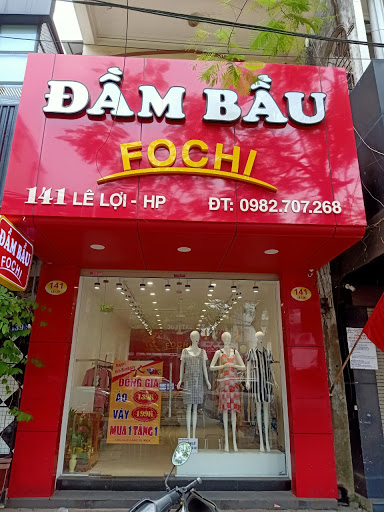 ĐẦM BẦU
FOCHI
141 LÊ LỢI - HP
ĐT: 0982.707.268
ĐẦM BẦU
FOCHI
141
141
ĐỒNG GIÁ
ÁO
VÁY 199K
MUA 1 TẶNG 1